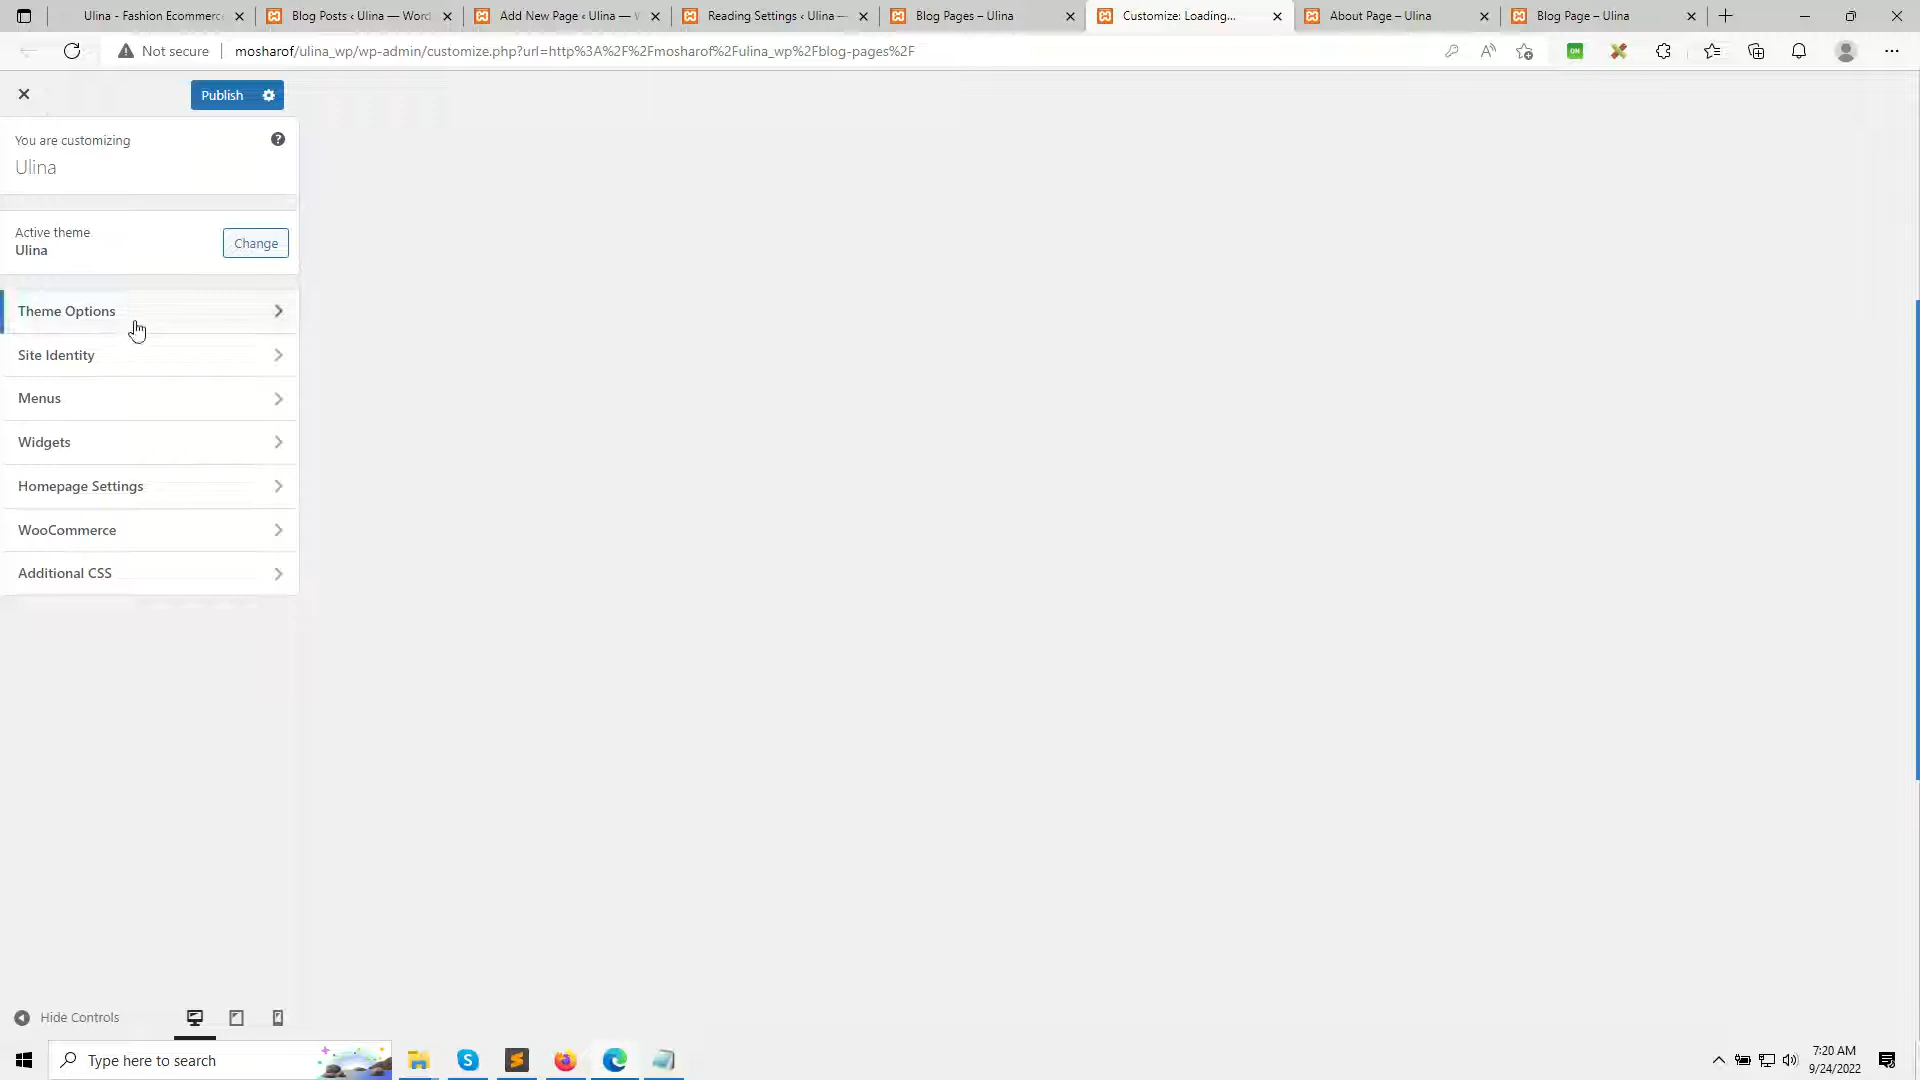 Ulina - Fashion Ecommerc
Blog Posts ‹ Ulina — Word
Add New Page ‹ Ulina — W
Reading Settings ‹ Ulina —
Blog Pages – Ulina
Customize: Loading...
About Page – Ulina
Blog Page – Ulina
Not secure
mosharof/ulina_wp/wp-admin/customize.php?url=http%3A%2F%2Fmosharof%2Fulina_wp%2Fblog-pages%2F
ON
Publish
You are customizing
Ulina
Active theme
Ulina
Change
Theme Options
Site Identity
Menus
Widgets
Homepage Settings
WooCommerce
Additional CSS
Hide Controls
Type here to search
7:20 AM
9/24/2022